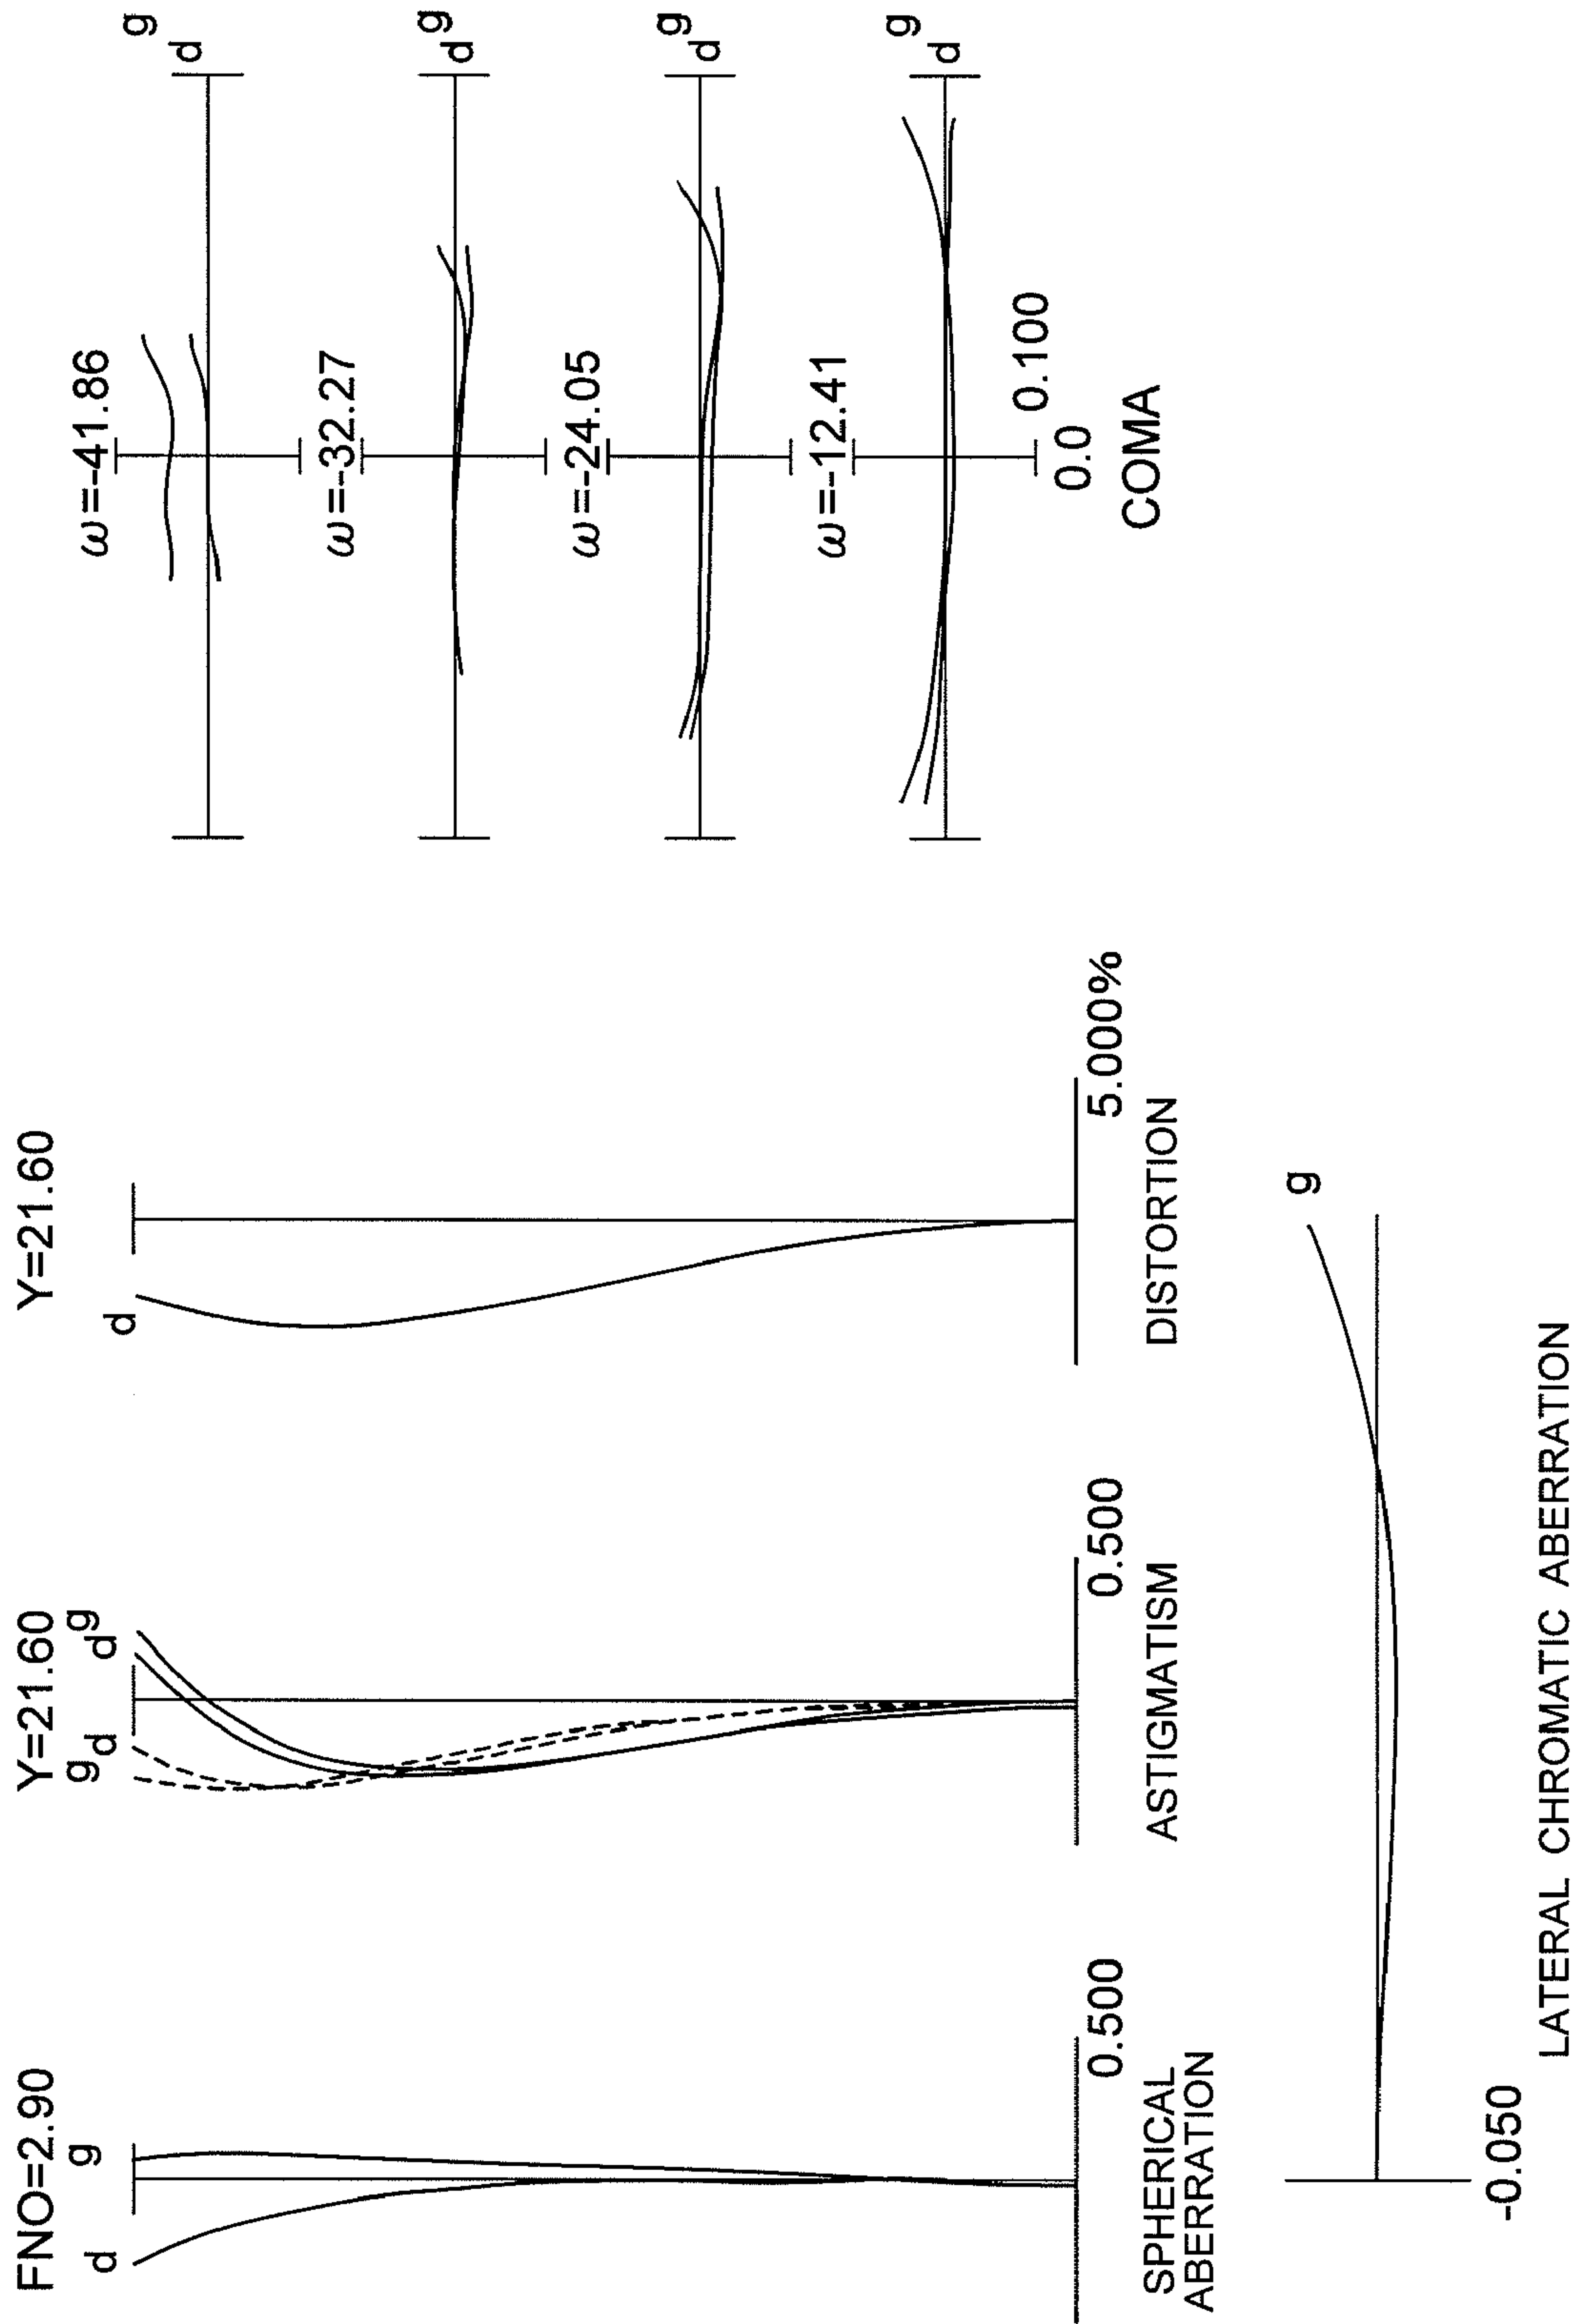 FNO=2.90
d
g
0.500
SPHERICAL
ABERRATION
Y=21.60
g
d
d
g
0.500
ASTIGMATISM
Y=21.60
d
5.000%
DISTORTION
ω=-41.86
g
d
ω=-32.27
g
d
ω=-24.05
g
d
ω=-12.41
g
d
0.100
0.0
COMA
g
-0.050
LATERAL CHROMATIC ABERRATION